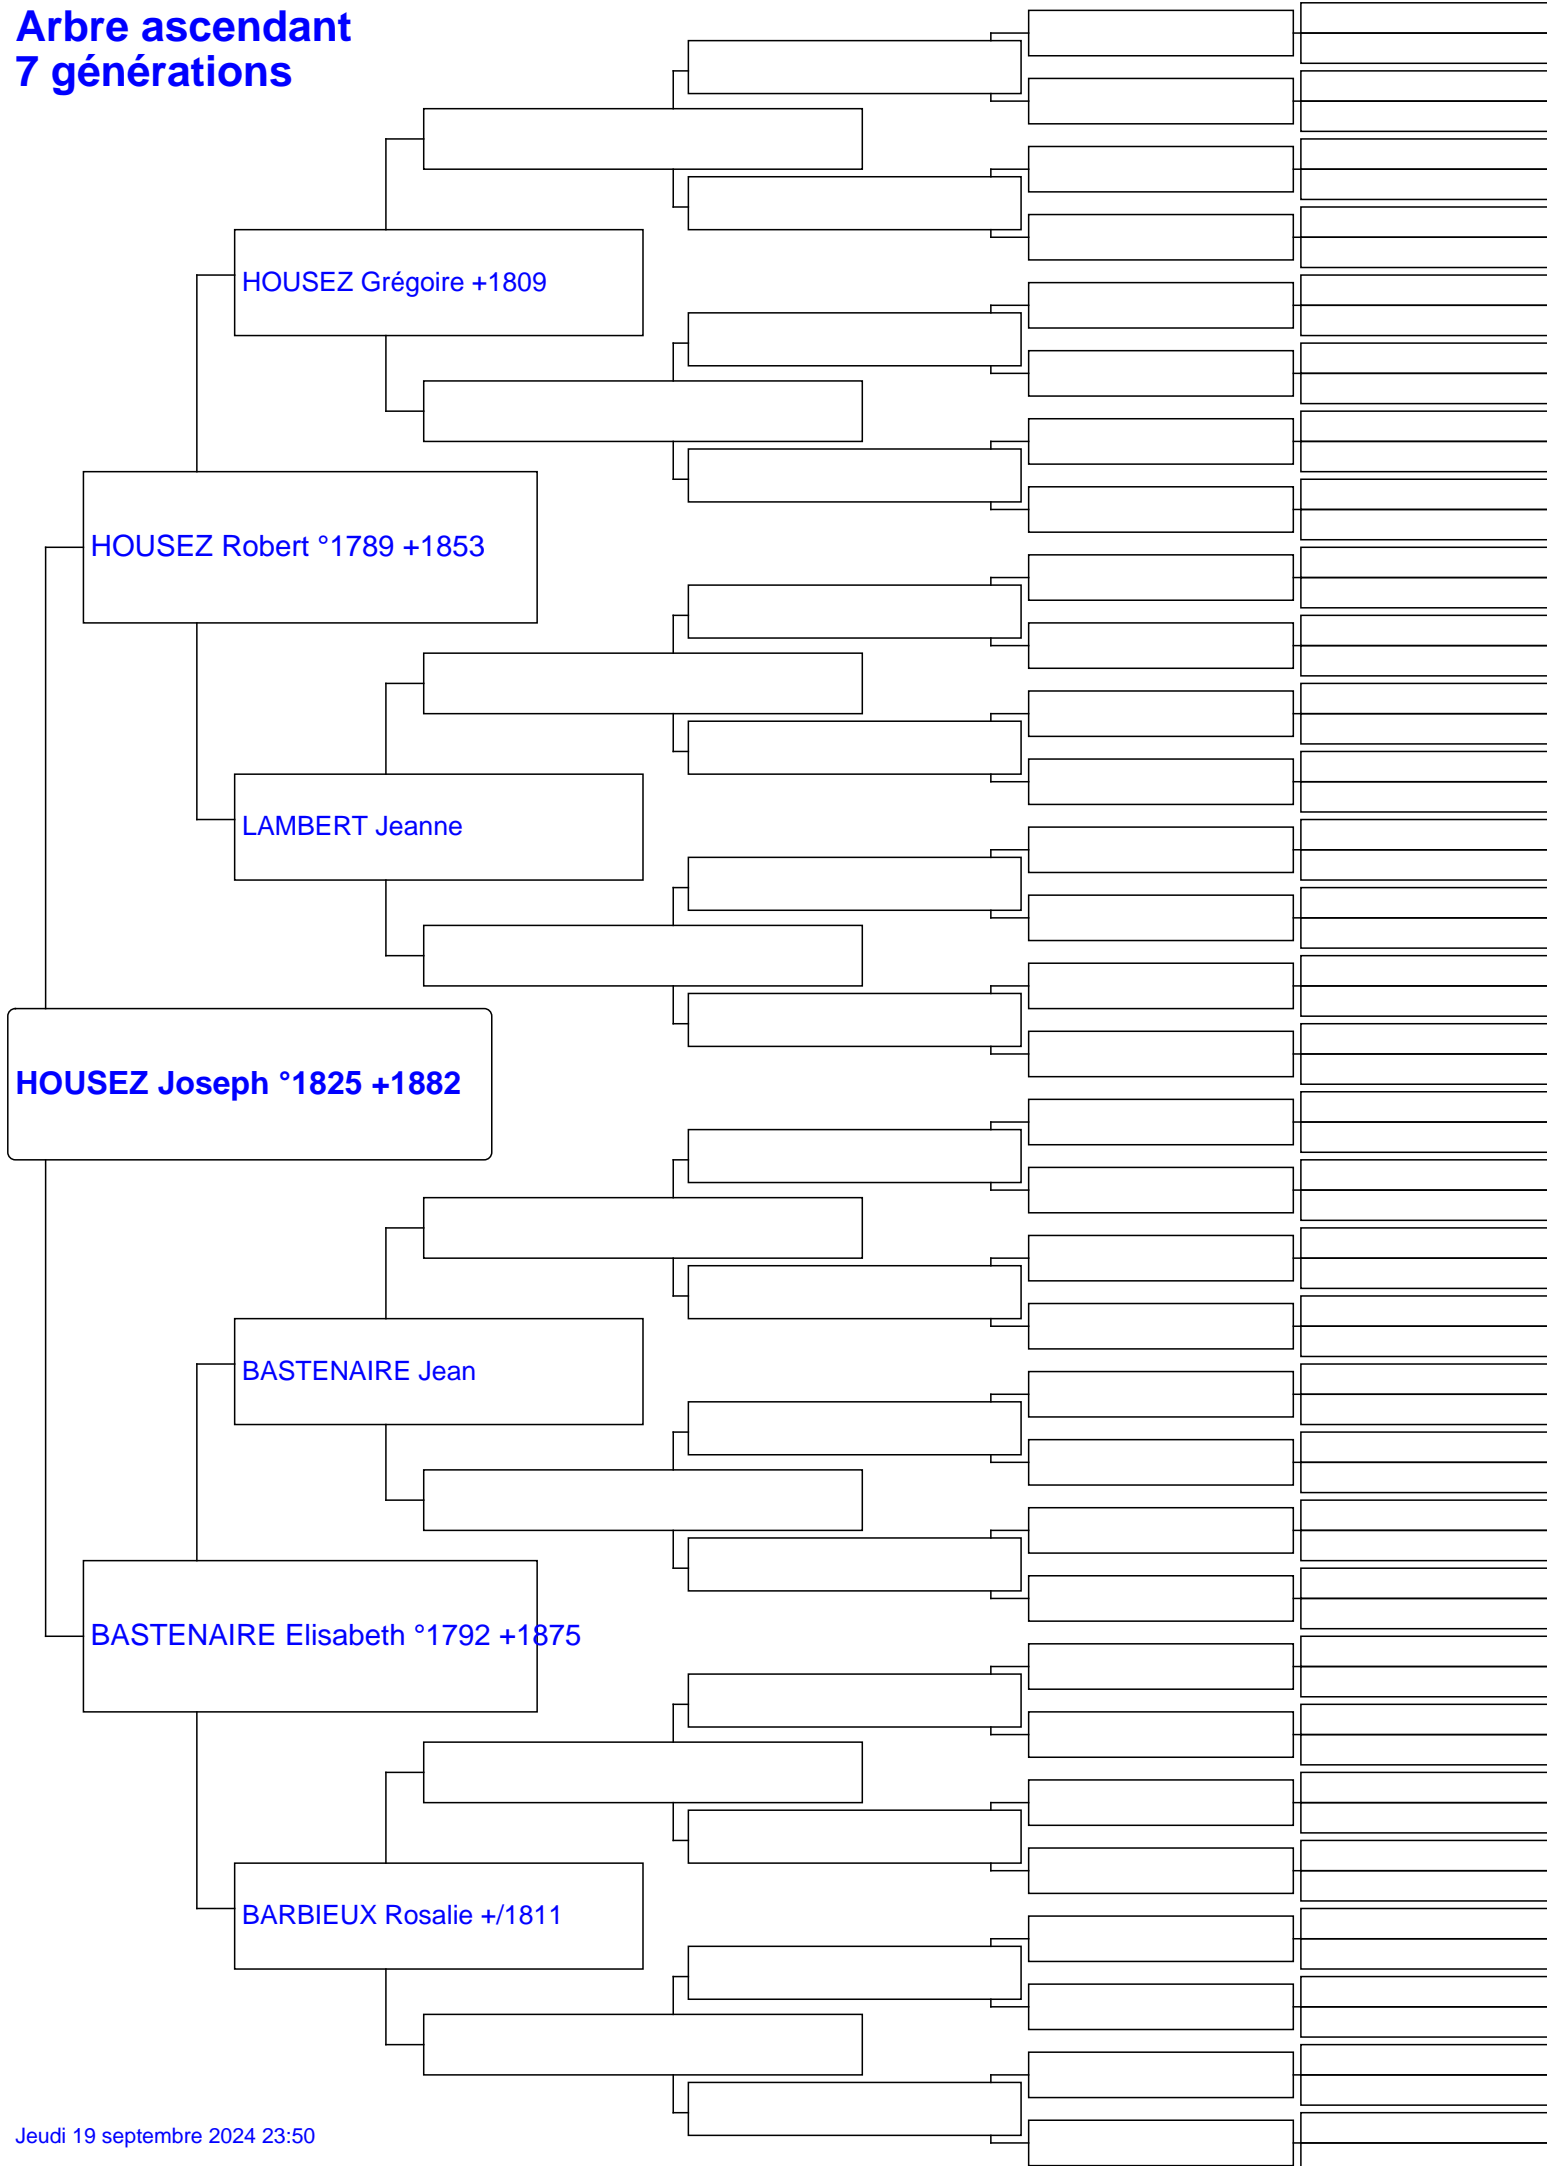 Arbre ascendant
7 générations
HOUSEZ Grégoire +1809
HOUSEZ Robert °1789 +1853
LAMBERT Jeanne
HOUSEZ Joseph °1825 +1882
BASTENAIRE Jean
BASTENAIRE Elisabeth °1792 +1875
BARBIEUX Rosalie +/1811
Jeudi 19 septembre 2024 23:50